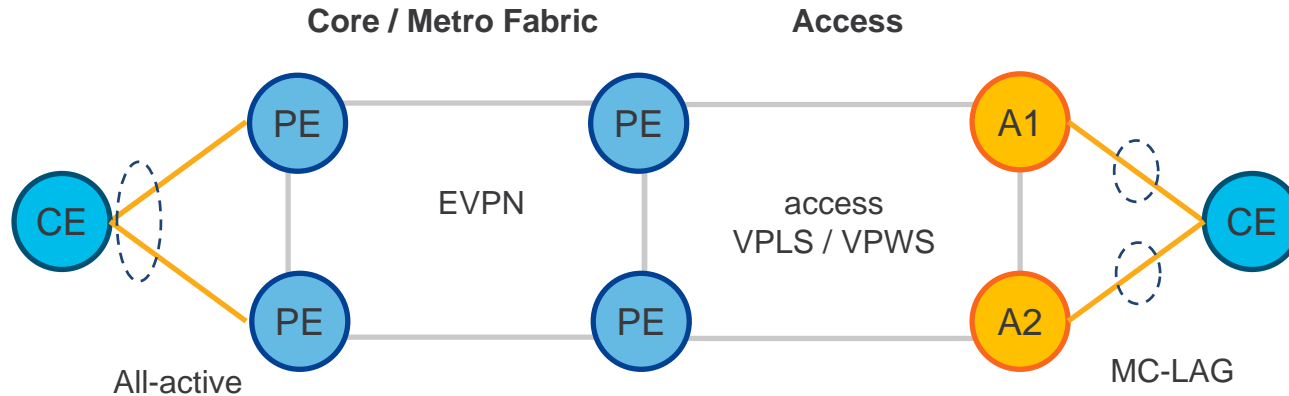 Core / Metro Fabric
Access
PE
PE
A1
CE
EVPN
access
VPLS / VPWS
CE
PE
PE
A2
All-active
MC-LAG